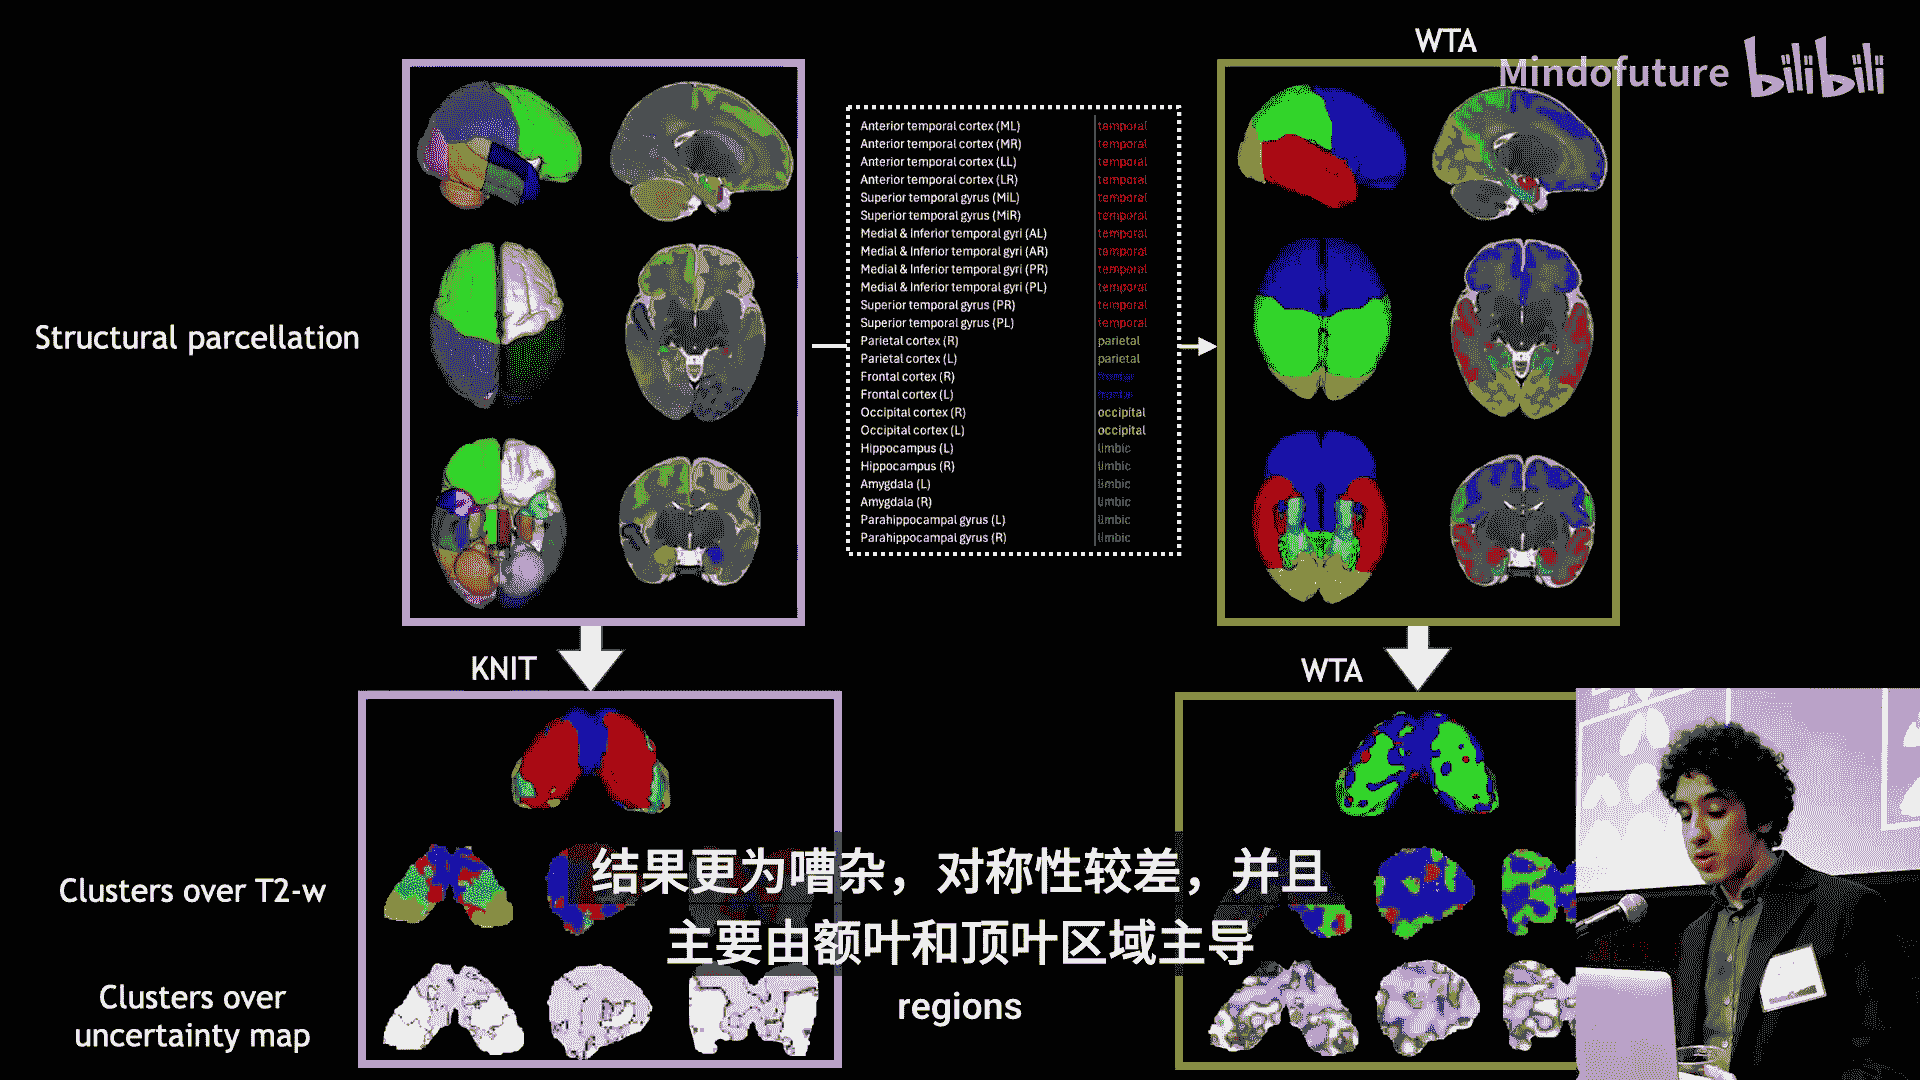 WTA
Mindofuture bilibili
Anterior temporal cortex (ML) temporal
Anterior temporal cortex (MR) temporal
Anterior temporal cortex (LL) temporal
Anterior temporal cortex (LR) temporal
Superior temporal gyrus (MiL) temporal
Superior temporal gyrus (MiR) temporal
Medial & Inferior temporal gyri (AL) temporal
Medial & Inferior temporal gyri (AR) temporal
Medial & Inferior temporal gyri (PR) temporal
Medial & Inferior temporal gyri (PL) temporal
Superior temporal gyrus (PR) temporal
Superior temporal gyrus (PL) temporal
Parietal cortex (R) parietal
Parietal cortex (L) parietal
Frontal cortex (R) frontal
Frontal cortex (L) frontal
Occipital cortex (R) occipital
Occipital cortex (L) occipital
Hippocampus (L) limbic
Hippocampus (R) limbic
Amygdala (L) limbic
Amygdala (R) limbic
Parahippocampal gyrus (L) limbic
Parahippocampal gyrus (R) limbic
Structural parcellation
KNIT
WTA
Clusters over T2-w
结果更为嘈杂，对称性较差，并且
主要由额叶和顶叶区域主导
regions
Clusters over
uncertainty map